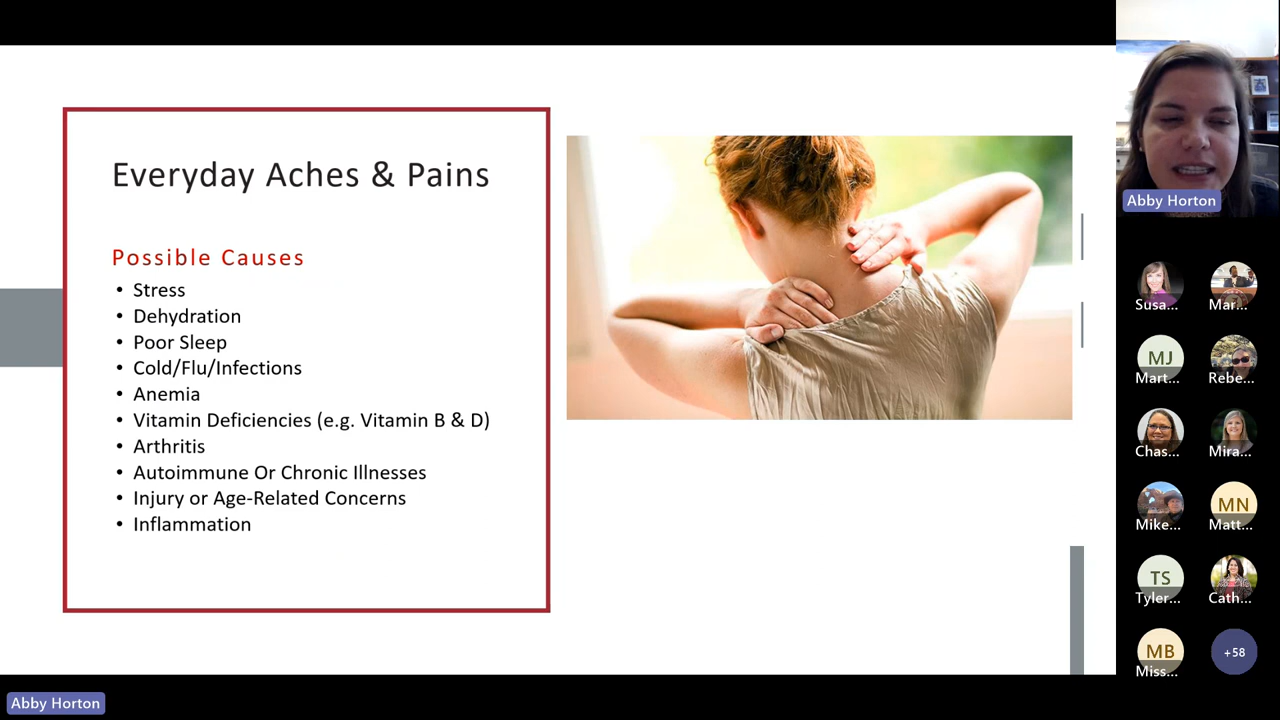 Everyday Aches & Pains
Possible Causes
• Stress
• Dehydration
• Poor Sleep
• Cold/Flu/Infections
• Anemia
• Vitamin Deficiencies (e.g. Vitamin B & D)
• Arthritis
• Autoimmune Or Chronic Illnesses
• Injury or Age-Related Concerns
• Inflammation
Abby Horton
Susa...
Mar...
MJ
Mart...
Rebe...
Chas...
Mira...
Mike...
MN
Matt...
TS
Tyler...
Cath...
MB
Miss...
+58
Abby Horton